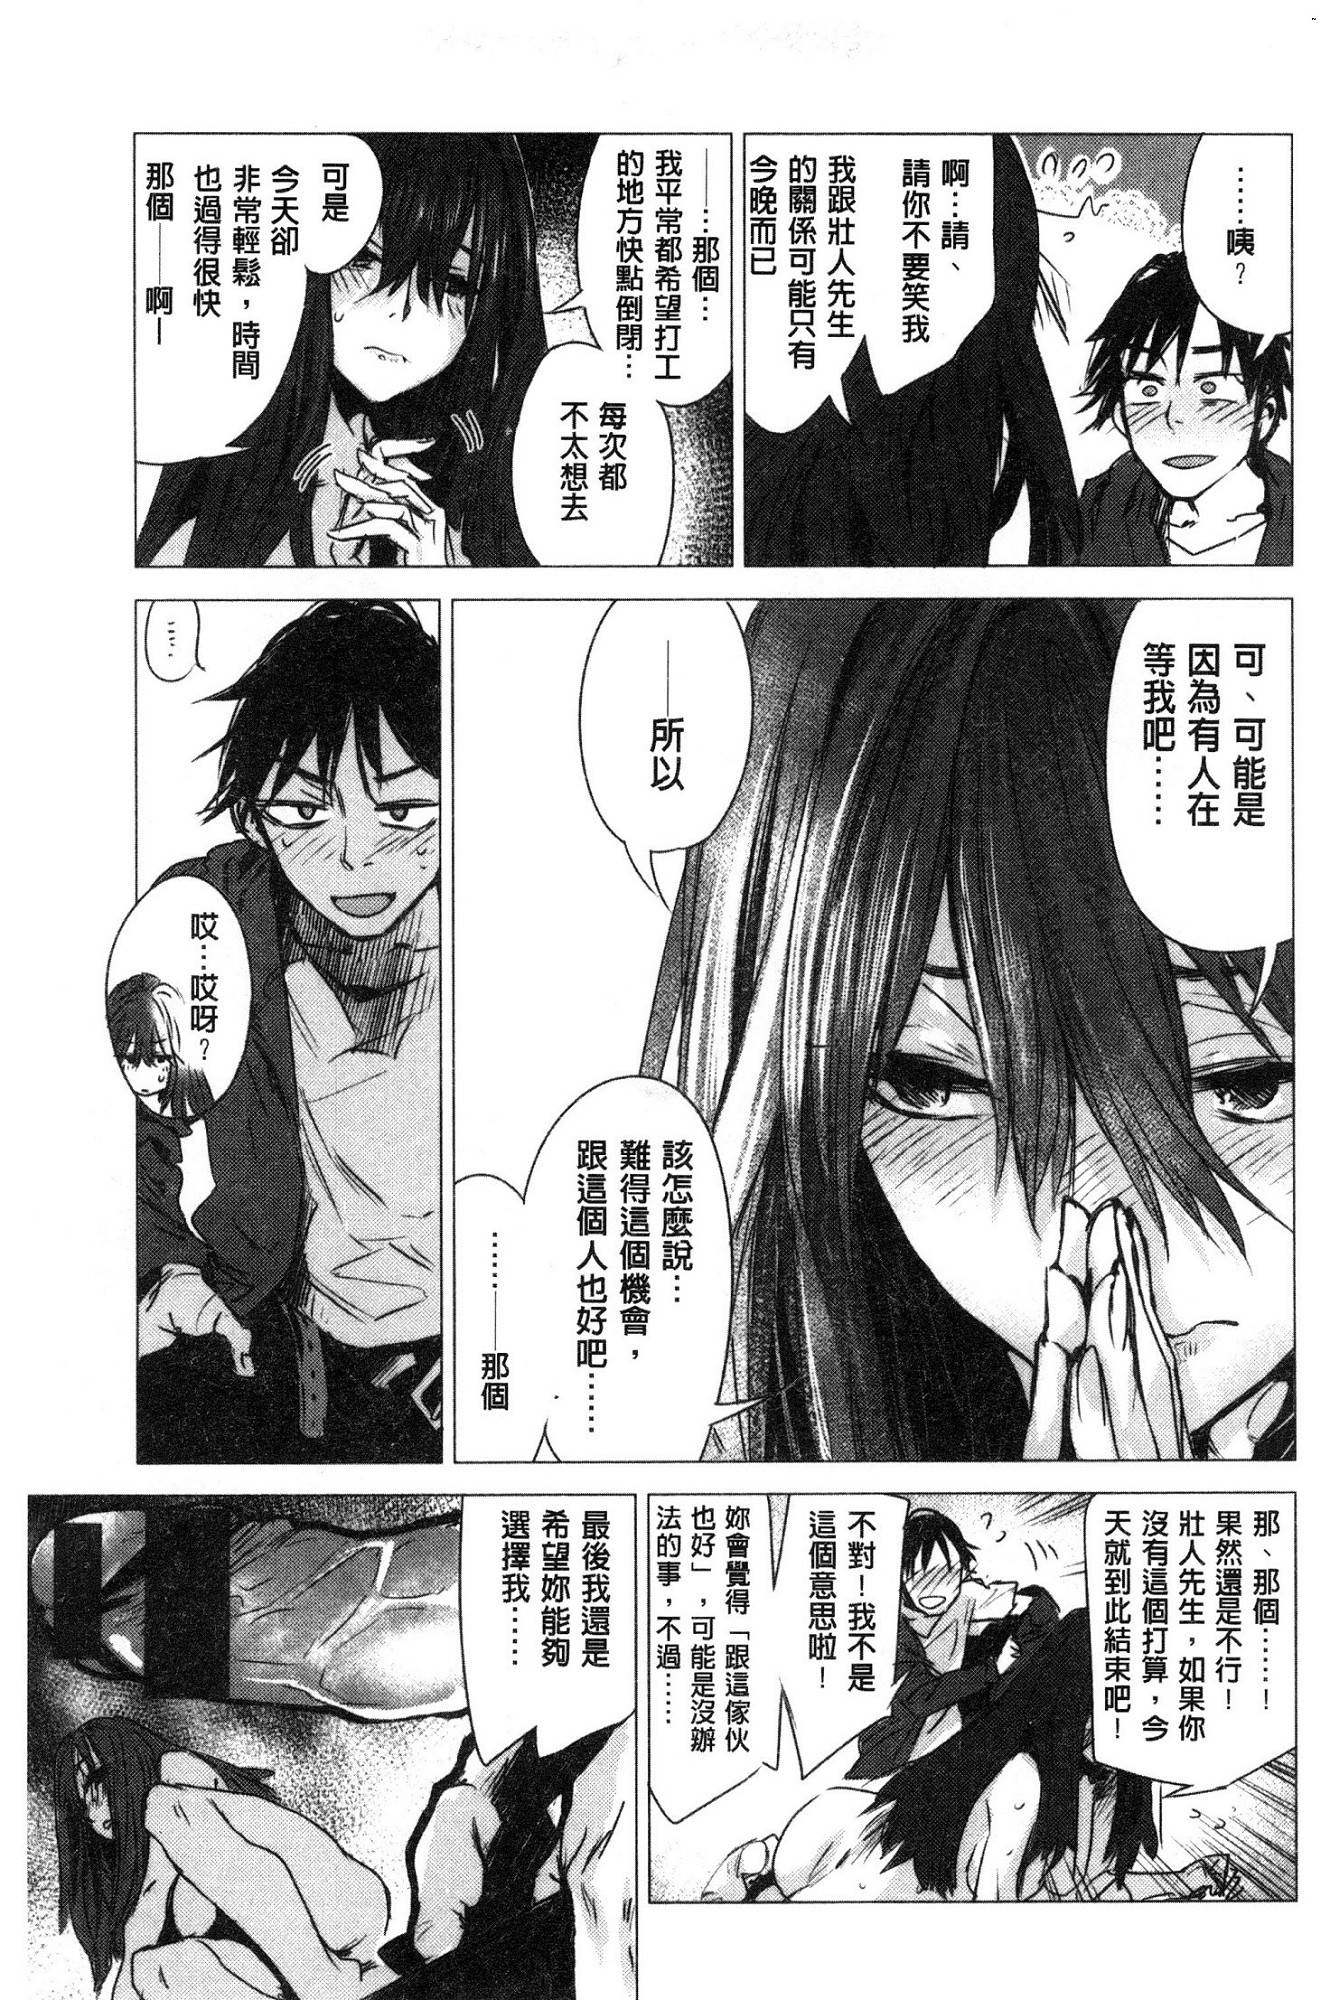 ……咦？
啊…請、
請你不要笑我
我跟壯人先生
的關係可能只有
今晚而已
——…那個…
我平常都希望打工
的地方快點倒閉…
每次都
不太想去
可是
今天卻
非常輕鬆，時間
也過得很快
那個——啊—
可、可能是
因為有人在
等我吧……
——所以
該怎麼說…
難得這個機會，
跟這個人也好吧……
……——那個
…．
哎…哎呀？
那、那個……！
果然還是不行！
壯人先生，如果你
沒有這個打算，今
天就到此結束吧！
不對！我不是
這個意思啦！
妳會覺得「跟這傢伙
也好」，可能是沒辦
法的事，不過……
最後我還是
希望妳能夠
選擇我……